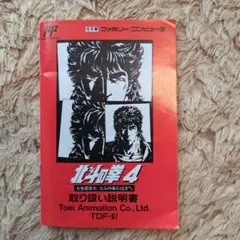 ファミリー コンピュータ
北斗の拳4
取り扱い説明書
Toei Animation Co., Ltd.
TDF-97